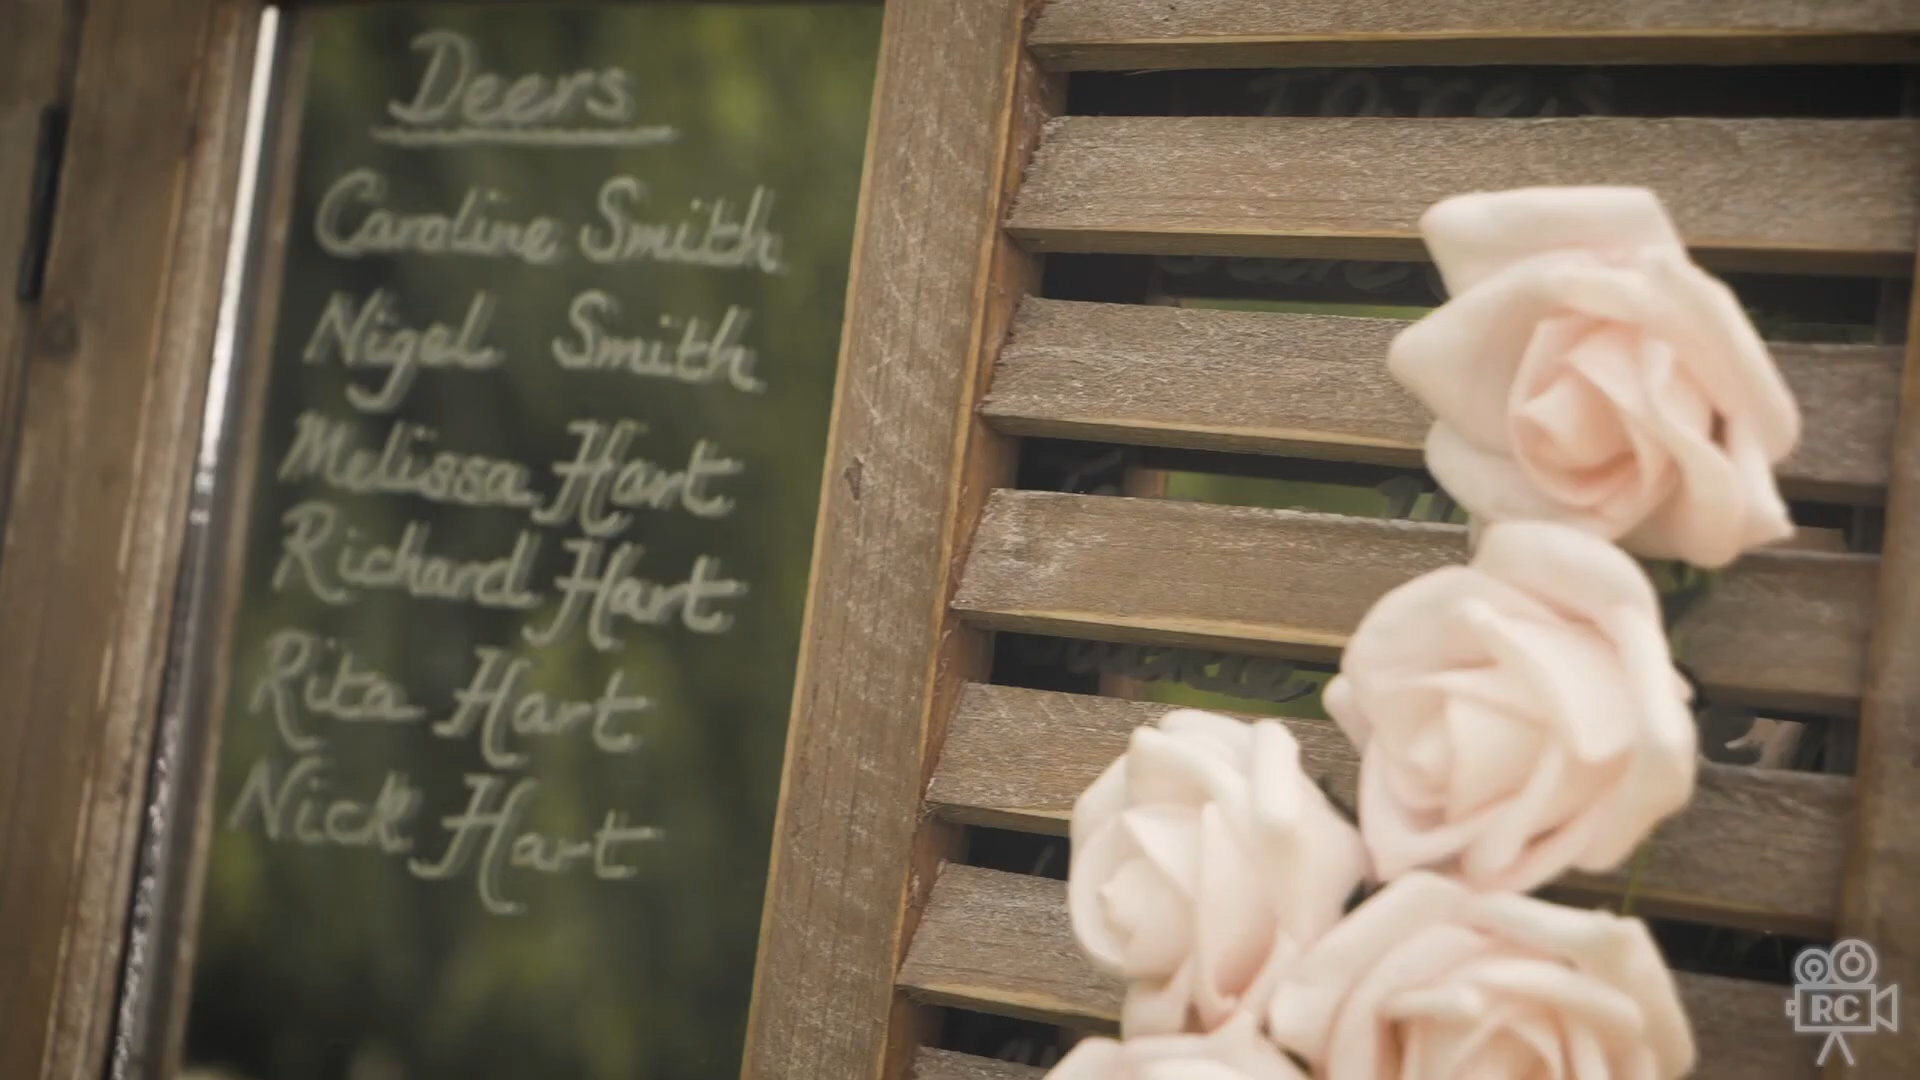 Deers
Caroline Smith
Nigel Smith
Melissa Hart
Richard Hart
Rita Hart
Nick Hart
RC